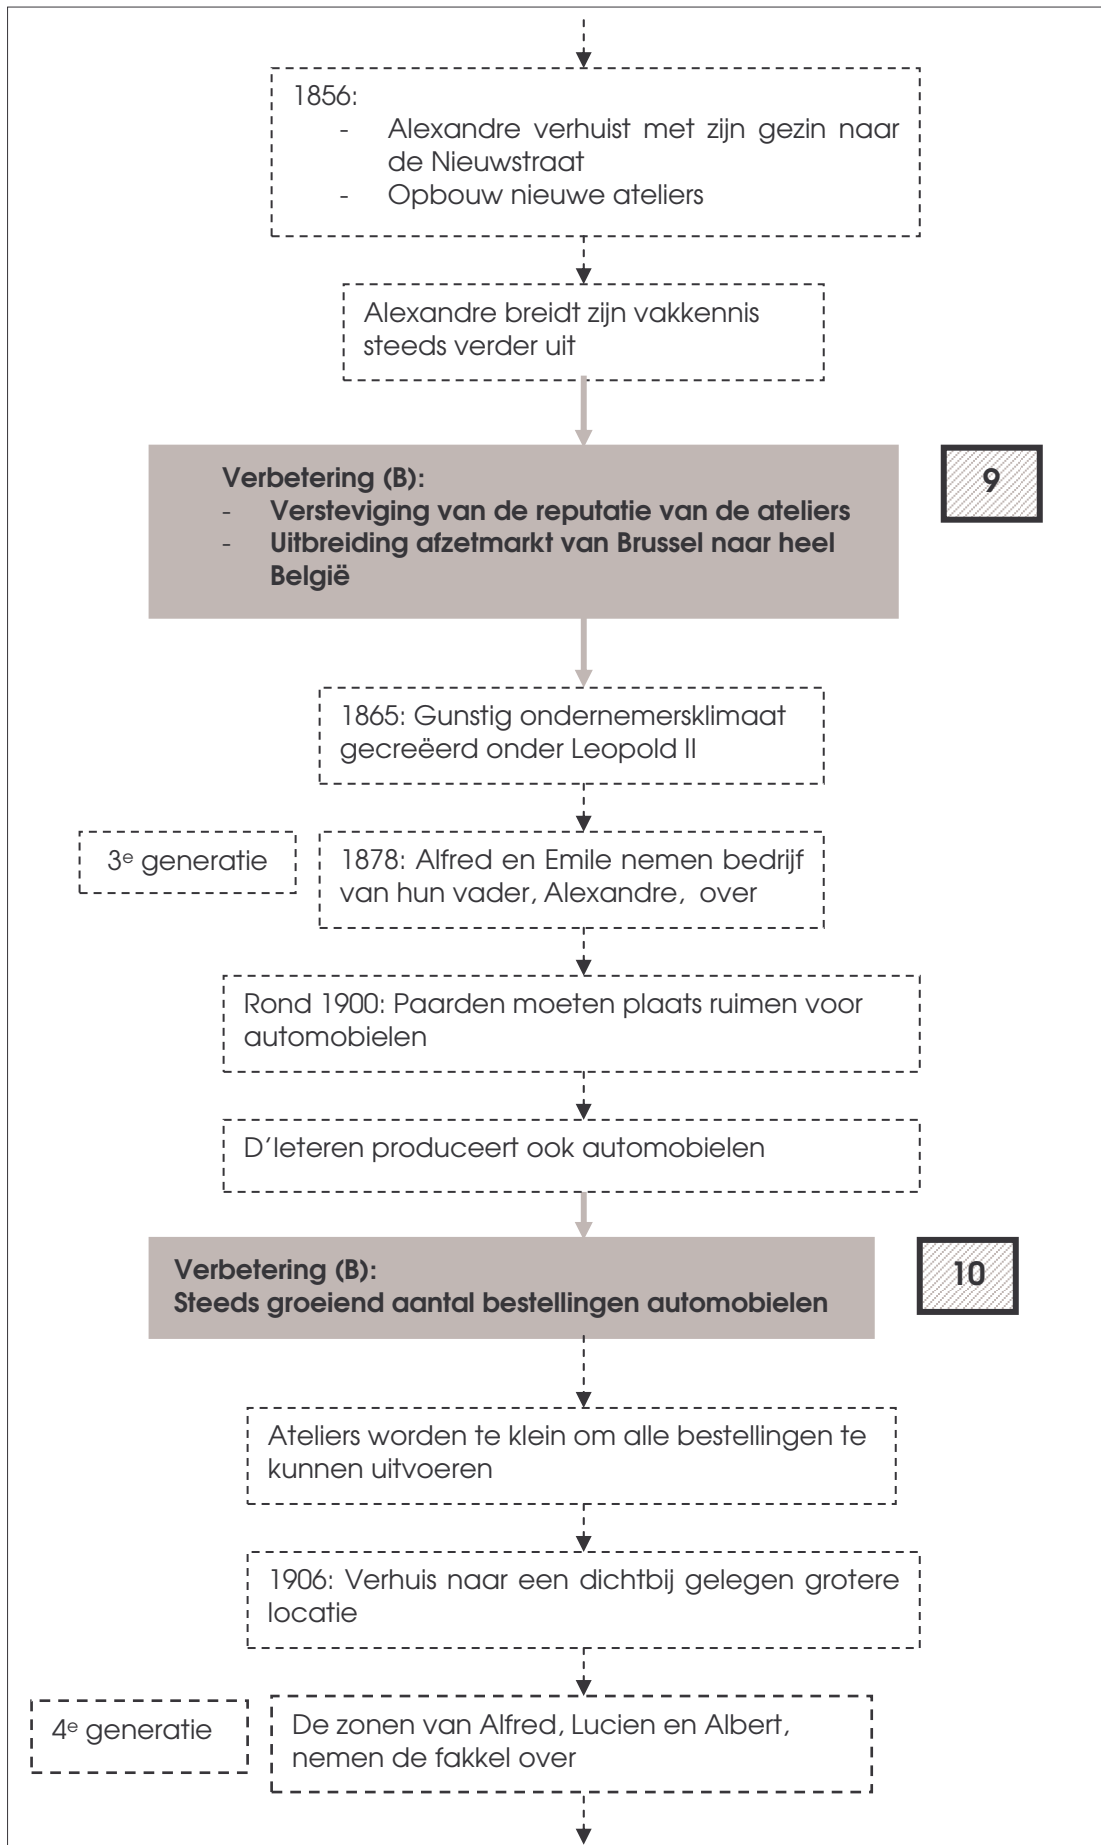 1856:
- Alexandre verhuist met zijn gezin naar
de Nieuwstraat
- Opbouw nieuwe ateliers
Alexandre breidt zijn vakkennis
steeds verder uit
Verbetering (B):
- Versteviging van de reputatie van de ateliers
- Uitbreiding afzetmarkt van Brussel naar heel
België
9
1865: Gunstig ondernemersklimaat
gecreëerd onder Leopold II
3e generatie
1878: Alfred en Emile nemen bedrijf
van hun vader, Alexandre, over
Rond 1900: Paarden moeten plaats ruimen voor
automobielen
D’Ieteren produceert ook automobielen
Verbetering (B):
Steeds groeiend aantal bestellingen automobielen
10
Ateliers worden te klein om alle bestellingen te
kunnen uitvoeren
1906: Verhuis naar een dichtbij gelegen grotere
locatie
4e generatie
De zonen van Alfred, Lucien en Albert,
nemen de fakkel over